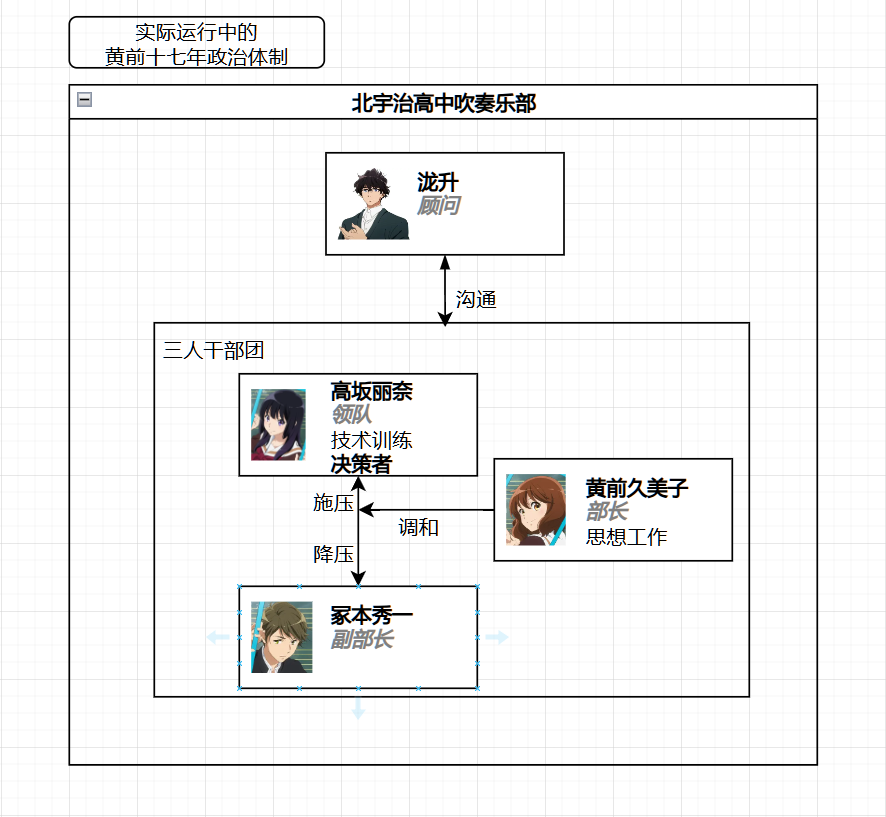 实际运行中的
黄前十七年政治体制
北宇治高中吹奏乐部
泷升
顾问
沟通
三人干部团
高坂丽奈
领队
技术训练
决策者
施压
黄前久美子
部长
思想工作
调和
降压
冢本秀一
副部长